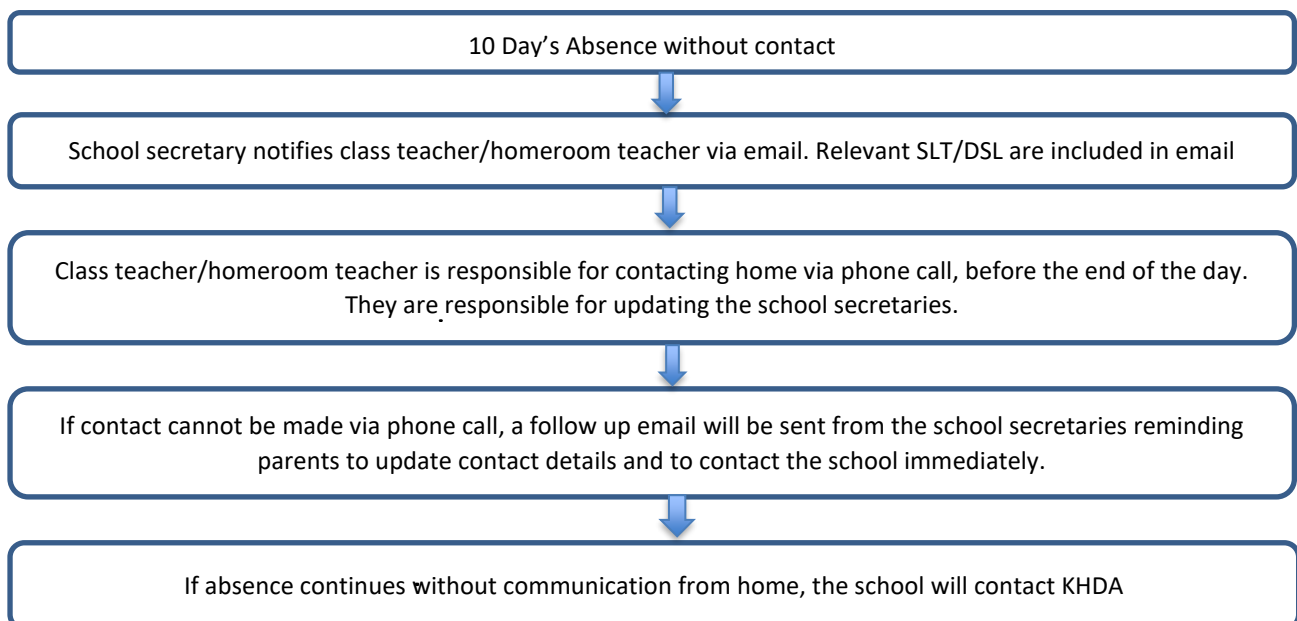 10 Day’s Absence without contact
School secretary notifies class teacher/homeroom teacher via email. Relevant SLT/DSL are included in email
Class teacher/homeroom teacher is responsible for contacting home via phone call, before the end of the day.
They are responsible for updating the school secretaries.
If contact cannot be made via phone call, a follow up email will be sent from the school secretaries reminding
parents to update contact details and to contact the school immediately.
If absence continues without communication from home, the school will contact KHDA